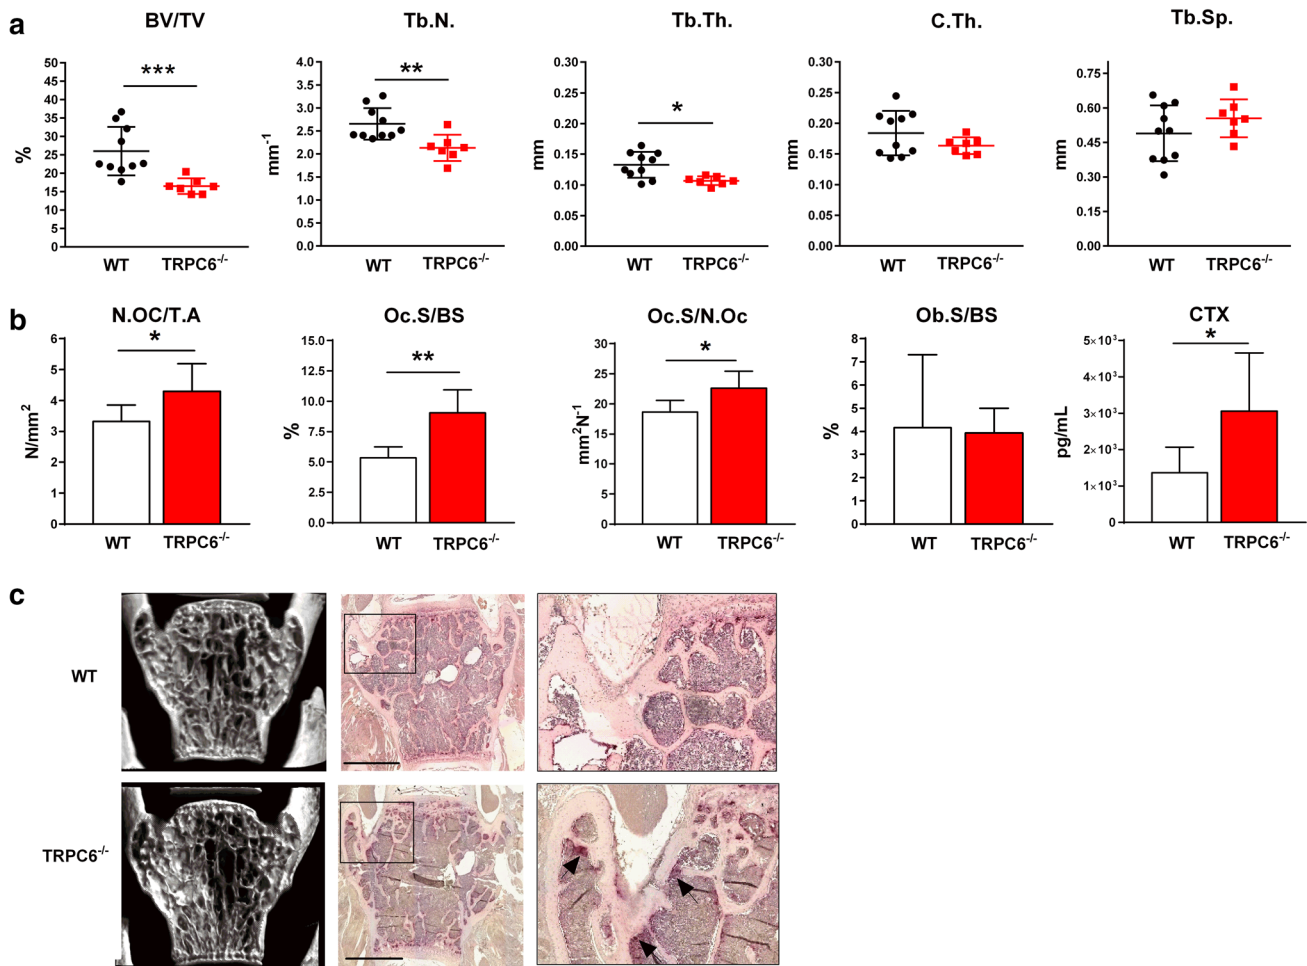 a
BV/TV
Tb.N.
Tb.Th.
C.Th.
Tb.Sp.
%
50
45
40
35
30
25
20
15
10
5
0
***
WT
TRPC6-/-
mm-1
4.0
3.5
3.0
2.5
2.0
1.5
1.0
0.5
0.0
**
WT
TRPC6-/-
mm
0.30
0.25
0.20
0.15
0.10
0.05
0.00
*
WT
TRPC6-/-
mm
0.30
0.25
0.20
0.15
0.10
0.05
0.00
WT
TRPC6-/-
mm
0.75
0.60
0.45
0.30
0.15
0.00
WT
TRPC6-/-
b
N.OC/T.A
Oc.S/BS
Oc.S/N.Oc
Ob.S/BS
CTX
N/mm2
6
5
4
3
2
1
0
*
WT
TRPC6-/-
%
15.0
12.5
10.0
7.5
5.0
2.5
0.0
**
WT
TRPC6-/-
mm2N-1
30
25
20
15
10
5
0
*
WT
TRPC6-/-
%
8
7
6
5
4
3
2
1
0
WT
TRPC6-/-
pg/mL
5×103
4×103
3×103
2×103
1×103
0
*
WT
TRPC6-/-
c
WT
TRPC6-/-